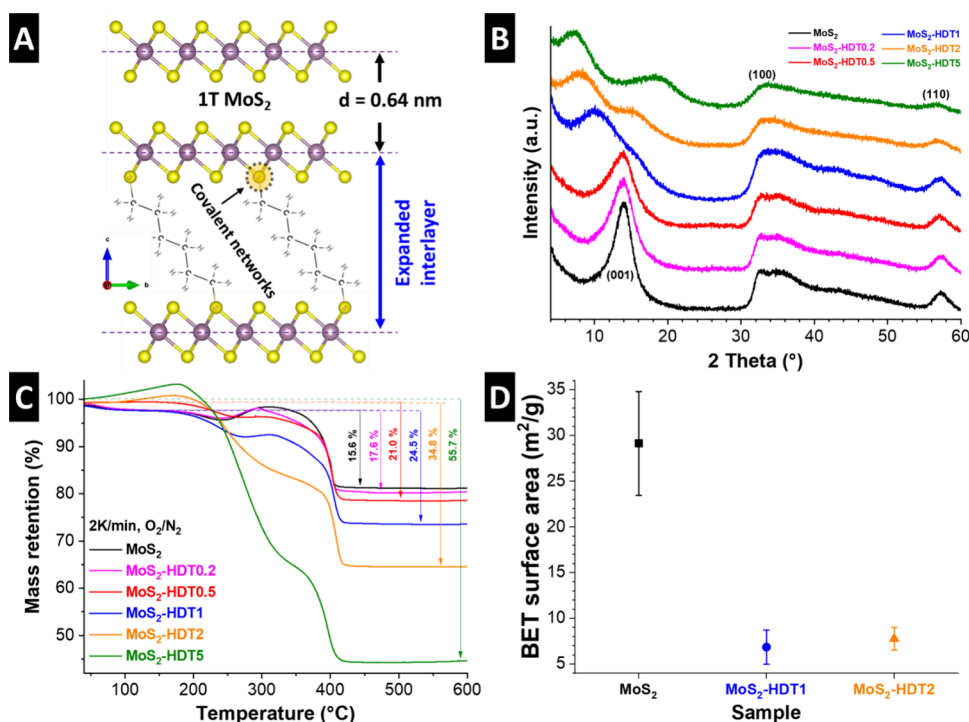 A
1T MoS₂
d = 0.64 nm
Covalent networks
Expanded
interlayer
c
b
B
MoS₂
MoS₂-HDT0.2
MoS₂-HDT0.5
MoS₂-HDT1
MoS₂-HDT2
MoS₂-HDT5
(100)
(110)
(001)
Intensity (a.u.)
10 20 30 40 50 60
2 Theta (°)
C
100
90
80
70
60
50
Mass retention (%)
15.6 %
17.6 %
21.0 %
24.5 %
34.8 %
55.7 %
2K/min, O₂/N₂
MoS₂
MoS₂-HDT0.2
MoS₂-HDT0.5
MoS₂-HDT1
MoS₂-HDT2
MoS₂-HDT5
100 200 300 400 500 600
Temperature (°C)
D
35
30
25
20
15
10
5
BET surface area (m²/g)
MoS₂ MoS₂-HDT1 MoS₂-HDT2
Sample